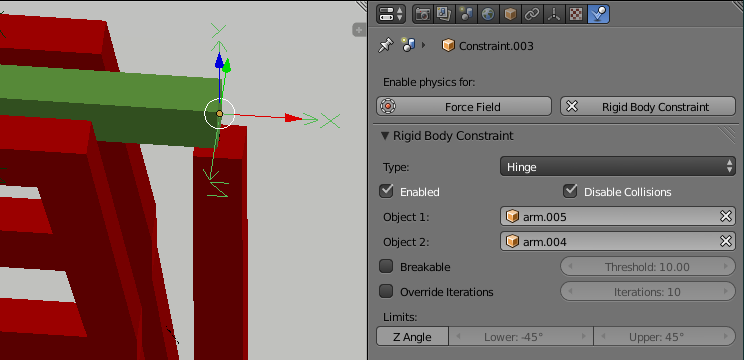 Y
X
Z
Constraint.003
Enable physics for:
Force Field
Rigid Body Constraint
Rigid Body Constraint
Type:
Hinge
Enabled
Disable Collisions
Object 1:
arm.005
Object 2:
arm.004
Breakable
Threshold: 10.00
Override Iterations
Iterations: 10
Limits:
Z Angle
Lower: -45°
Upper: 45°